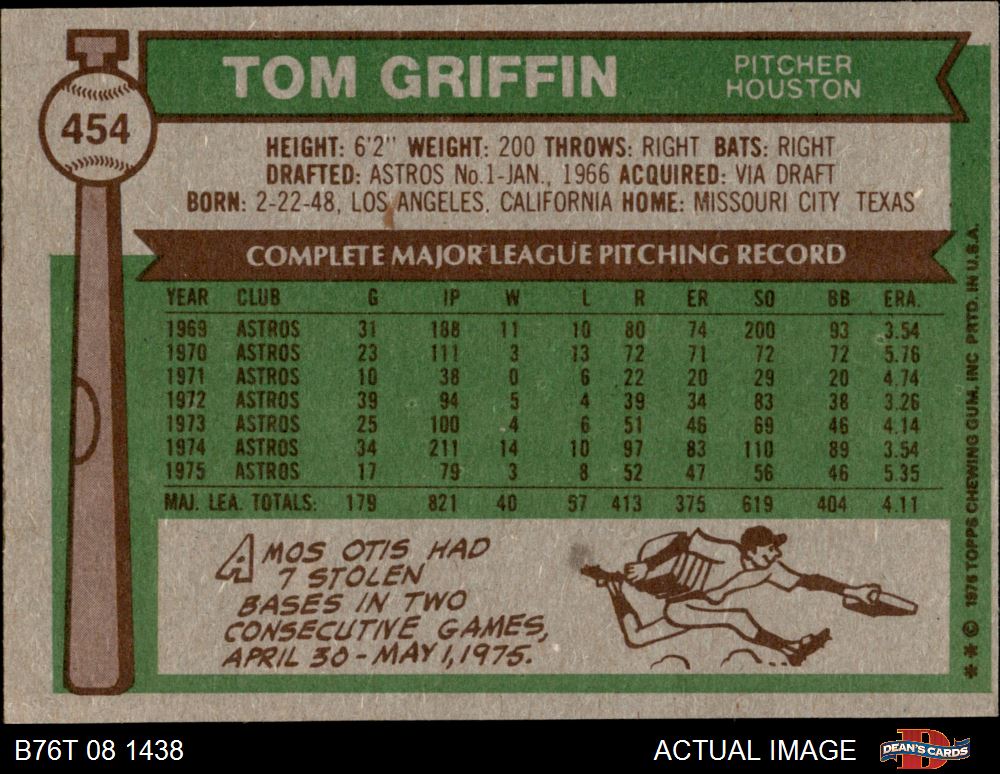 454
TOM GRIFFIN
PITCHER
HOUSTON
HEIGHT: 6'2" WEIGHT: 200 THROWS: RIGHT BATS: RIGHT
DRAFTED: ASTROS No.1-JAN., 1966 ACQUIRED: VIA DRAFT
BORN: 2-22-48, LOS ANGELES, CALIFORNIA HOME: MISSOURI CITY TEXAS
COMPLETE MAJOR LEAGUE PITCHING RECORD
YEAR CLUB G IP W L R ER SO BB ERA.
1969 ASTROS 31 188 11 10 80 74 200 93 3.54
1970 ASTROS 23 111 3 13 72 71 72 72 5.76
1971 ASTROS 10 38 0 6 22 20 29 20 4.74
1972 ASTROS 39 94 5 4 39 34 83 38 3.26
1973 ASTROS 25 100 4 6 51 46 69 46 4.14
1974 ASTROS 34 211 14 10 97 83 110 89 3.54
1975 ASTROS 17 79 3 8 52 47 56 46 5.35
MAJ. LEA. TOTALS: 179 821 40 57 413 375 619 404 4.11
AMOS OTIS HAD
7 STOLEN
BASES IN TWO
CONSECUTIVE GAMES,
APRIL 30 - MAY 1, 1975.
** © 1976 TOPPS CHEWING GUM, INC PRTD. IN U.S.A.
B76T 08 1438
ACTUAL IMAGE
DEAN'S CARDS